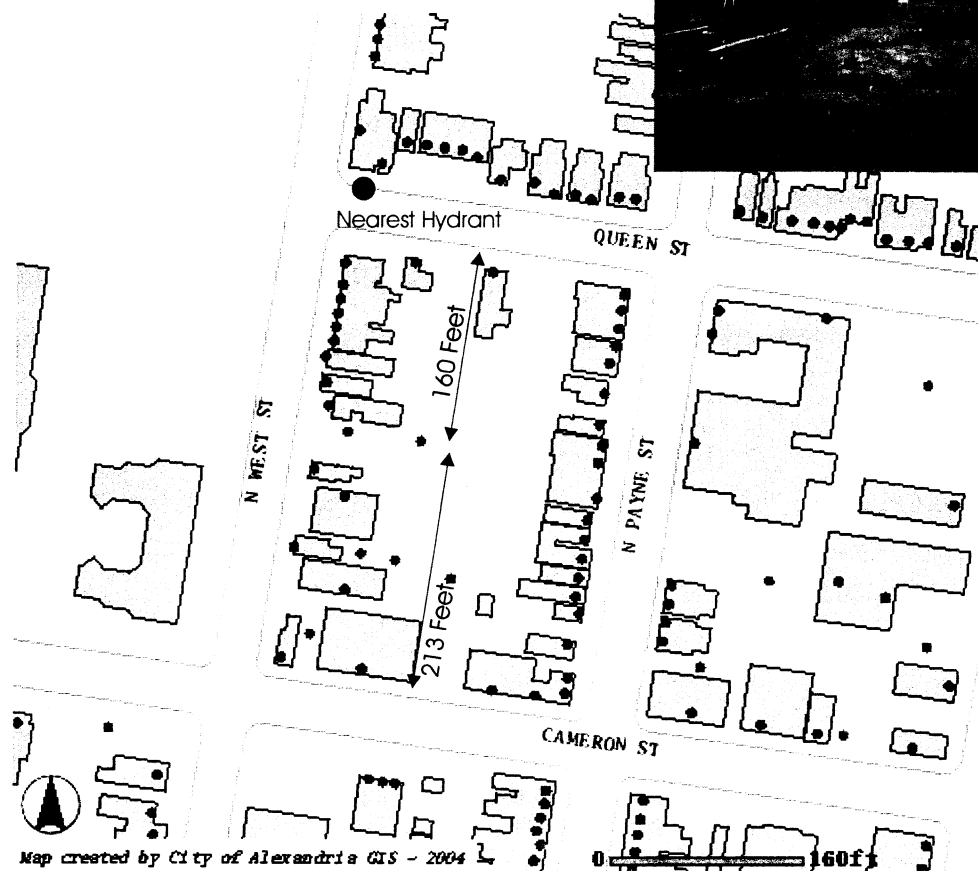 Nearest Hydrant
QUEEN ST
160 Feet
N WEST ST
N PAYNE ST
213 Feet
CAMERON ST
Map created by City of Alexandria GIS - 2004
0 160ft